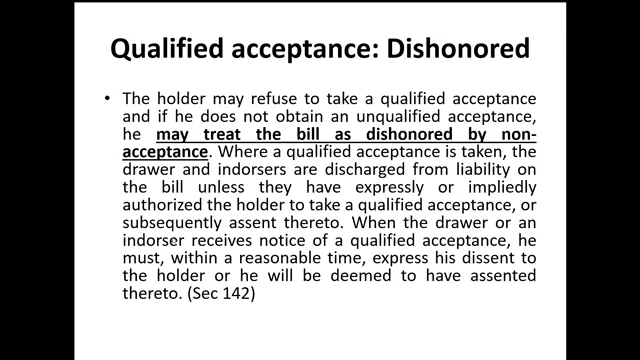 Qualified acceptance: Dishonored
• The holder may refuse to take a qualified acceptance
and if he does not obtain an unqualified acceptance,
he may treat the bill as dishonored by non-
acceptance. Where a qualified acceptance is taken, the
drawer and indorsers are discharged from liability on
the bill unless they have expressly or impliedly
authorized the holder to take a qualified acceptance, or
subsequently assent thereto. When the drawer or an
indorser receives notice of a qualified acceptance, he
must, within a reasonable time, express his dissent to
the holder or he will be deemed to have assented
thereto. (Sec 142)